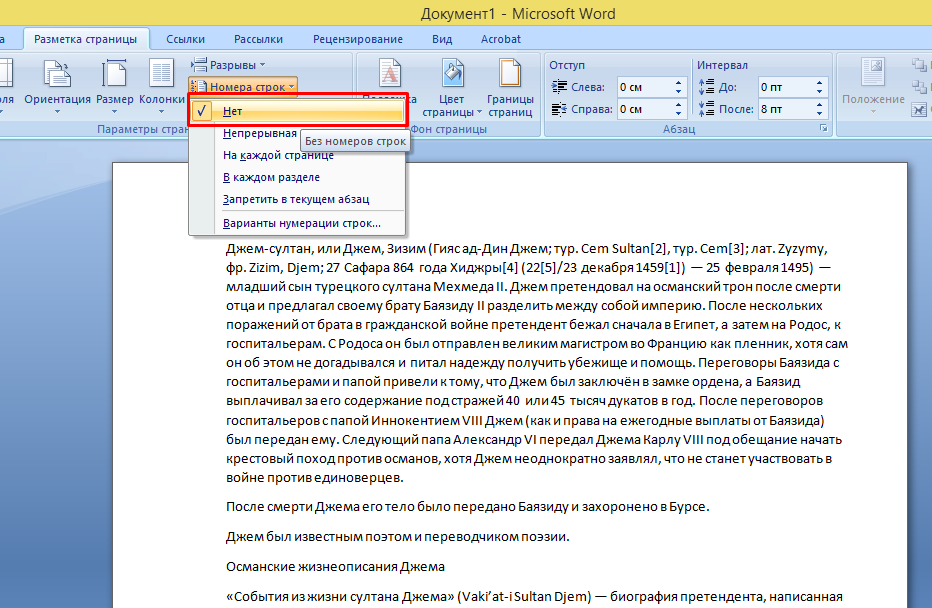 Документ1 - Microsoft Word
а Разметка страницы Ссылки Рассылки Рецензирование Вид Acrobat
Ориентация Размер Колонки
Разрывы
Номера строк
Параметры стран
Цвет страницы
Границы страниц
Фон страницы
Отступ
Слева: 0 см
Справа: 0 см
Интервал
До: 0 пт
После: 8 пт
Абзац
Положение
Нет
Непрерывная
Без номеров строк
На каждой странице
В каждом разделе
Запретить в текущем абзац
Варианты нумерации строк...
Джем-султан, или Джем, Зизим (Гияс ад-Дин Джем; тур. Cem Sultan[2], тур. Cem[3]; лат. Zyzymy,
фр. Zizim, Djem; 27 Сафара 864 года Хиджры[4] (22[5]/23 декабря 1459[1]) — 25 февраля 1495) —
младший сын турецкого султана Мехмеда II. Джем претендовал на османский трон после смерти
отца и предлагал своему брату Баязиду II разделить между собой империю. После нескольких
поражений от брата в гражданской войне претендент бежал сначала в Египет, а затем на Родос, к
госпитальерам. С Родоса он был отправлен великим магистром во Францию как пленник, хотя сам
он об этом не догадывался и питал надежду получить убежище и помощь. Переговоры Баязида с
госпитальерами и папой привели к тому, что Джем был заключён в замке ордена, а Баязид
выплачивал за его содержание под стражей 40 или 45 тысяч дукатов в год. После переговоров
госпитальеров с папой Иннокентием VIII Джем (как и права на ежегодные выплаты от Баязида)
был передан ему. Следующий папа Александр VI передал Джема Карлу VIII под обещание начать
крестовый поход против османов, хотя Джем неоднократно заявлял, что не станет участвовать в
войне против единоверцев.
После смерти Джема его тело было передано Баязиду и захоронено в Бурсе.
Джем был известным поэтом и переводчиком поэзии.
Османские жизнеописания Джема
«События из жизни султана Джема» (Vaki’at-i Sultan Djem) — биография претендента, написанная